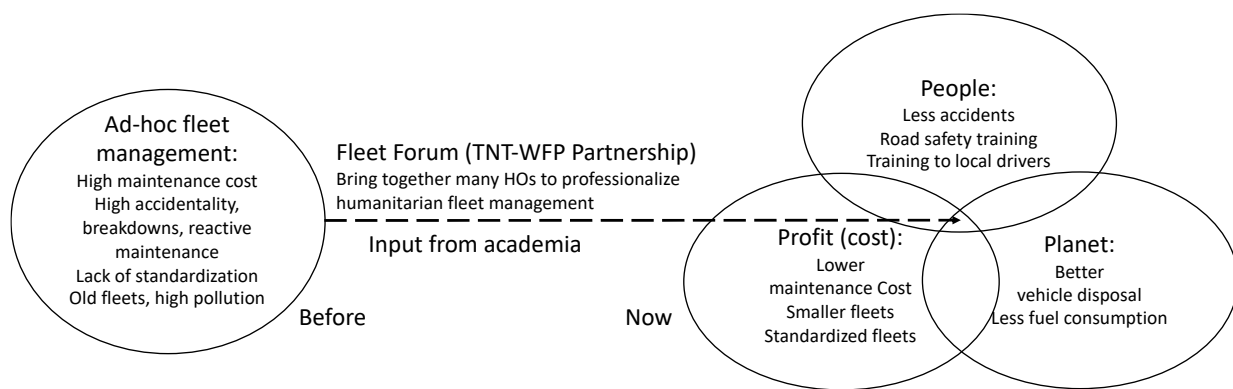 Ad-hoc fleet
management:
High maintenance cost
High accidentality,
breakdowns, reactive
maintenance
Lack of standardization
Old fleets, high pollution
Before
Fleet Forum (TNT-WFP Partnership)
Bring together many HOs to professionalize
humanitarian fleet management
Input from academia
Now
People:
Less accidents
Road safety training
Training to local drivers
Profit (cost):
Lower
maintenance Cost
Smaller fleets
Standardized fleets
Planet:
Better
vehicle disposal
Less fuel consumption